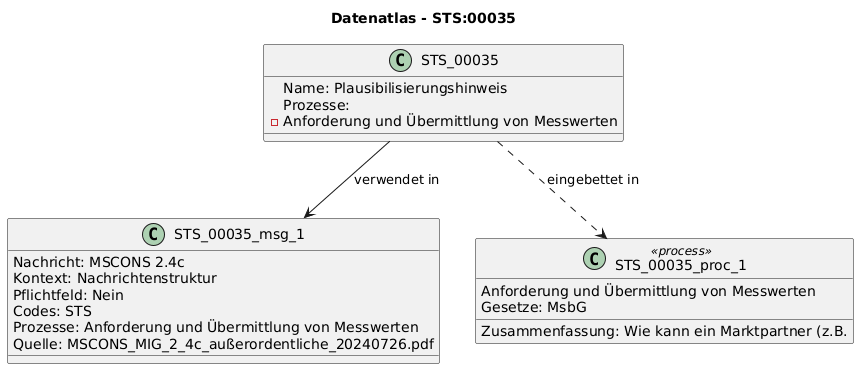 Datenatlas - STS:00035
C STS_00035
Name: Plausibilisierungshinweis
Prozesse:
Anforderung und Übermittlung von Messwerten
verwendet in
eingebettet in
C STS_00035_msg_1
Nachricht: MSCONS 2.4c
Kontext: Nachrichtenstruktur
Pflichtfeld: Nein
Codes: STS
Prozesse: Anforderung und Übermittlung von Messwerten
Quelle: MSCONS_MIG_2_4c_außerordentliche_20240726.pdf
C «process»
STS_00035_proc_1
Anforderung und Übermittlung von Messwerten
Gesetze: MsbG
Zusammenfassung: Wie kann ein Marktpartner (z.B.